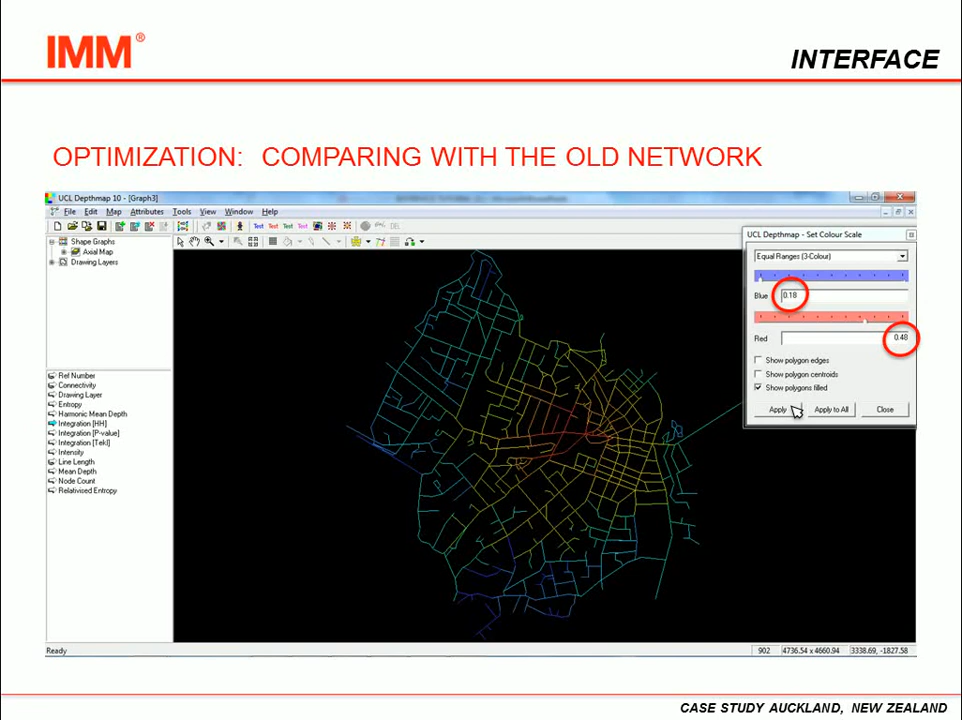 IMM®
INTERFACE
OPTIMIZATION: COMPARING WITH THE OLD NETWORK
UCL Depthmap 10 - [Graph3]
File Edit Map Attributes Tools View Window Help
Test Test Test Test
Shape Graphs
Axial Map
Drawing Layers
UCL Depthmap - Set Colour Scale
Equal Ranges (3-Colour)
Blue 0.18
Red 0.48
Show polygon edges
Show polygon centroids
Show polygons filled
Apply Apply to All Close
Ref Number
Connectivity
Drawing Layer
Entropy
Harmonic Mean Depth
Integration [HH]
Integration [P-value]
Integration [Tekl]
Intensity
Line Length
Mean Depth
Node Count
Relativised Entropy
Ready 902 4736.54 x 4660.94 3338.69, -1827.58
CASE STUDY AUCKLAND, NEW ZEALAND